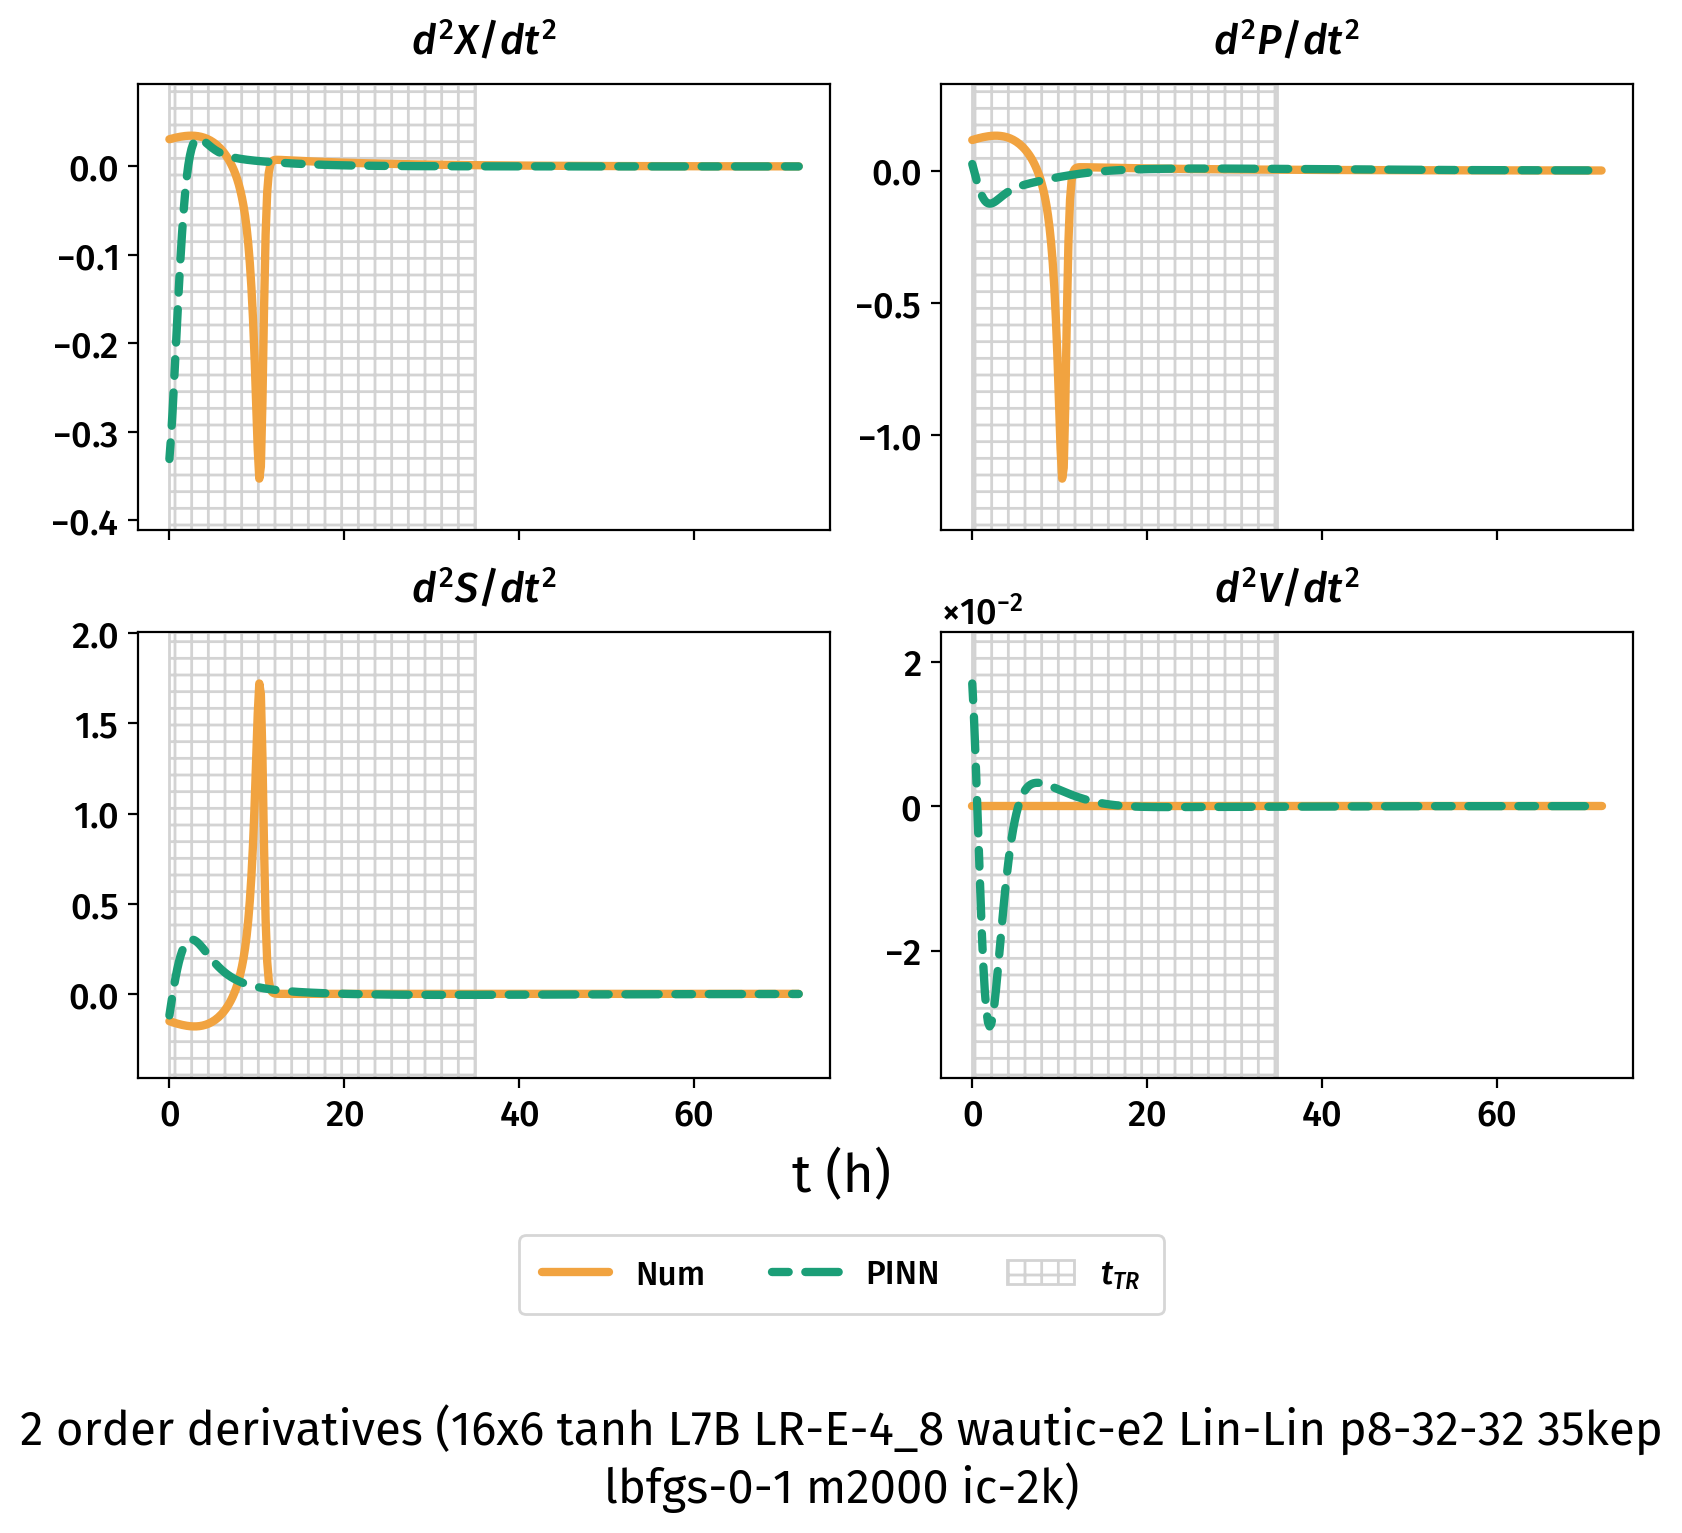 d²X/dt²
d²P/dt²
0.0
−0.1
−0.2
−0.3
−0.4
0.0
−0.5
−1.0
d²S/dt²
d²V/dt²
2.0
1.5
1.0
0.5
0.0
×10⁻²
2
0
−2
0 20 40 60
0 20 40 60
t (h)
Num PINN t_TR
2 order derivatives (16x6 tanh L7B LR-E-4_8 wautic-e2 Lin-Lin p8-32-32 35kep
lbfgs-0-1 m2000 ic-2k)